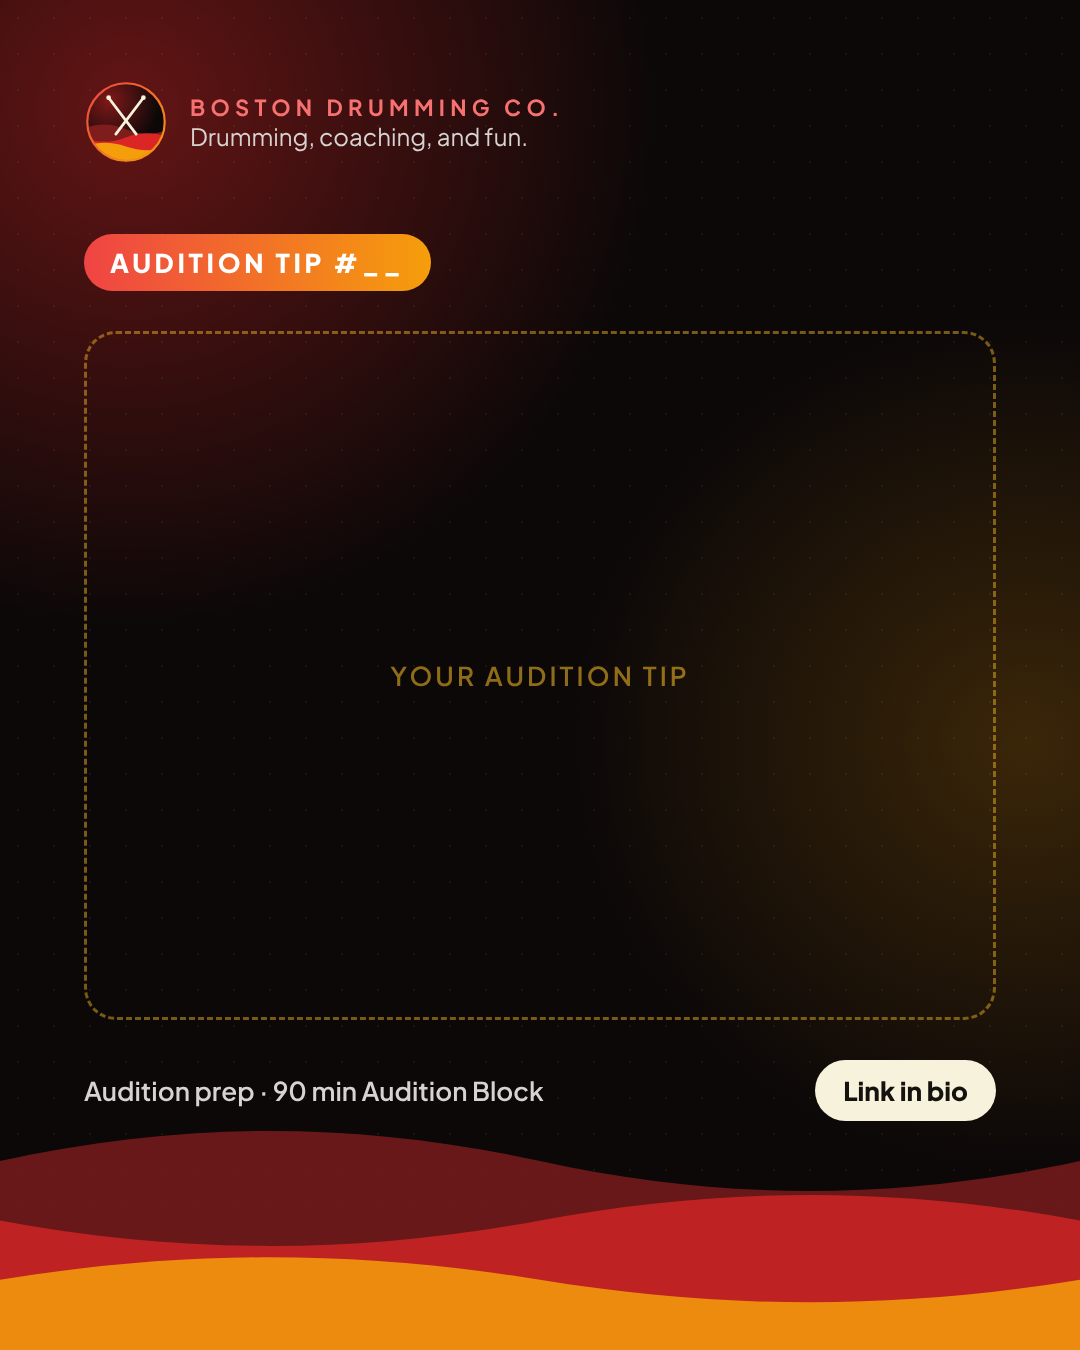 BOSTON DRUMMING CO.
Drumming, coaching, and fun.
AUDITION TIP #__
YOUR AUDITION TIP
Audition prep · 90 min Audition Block
Link in bio